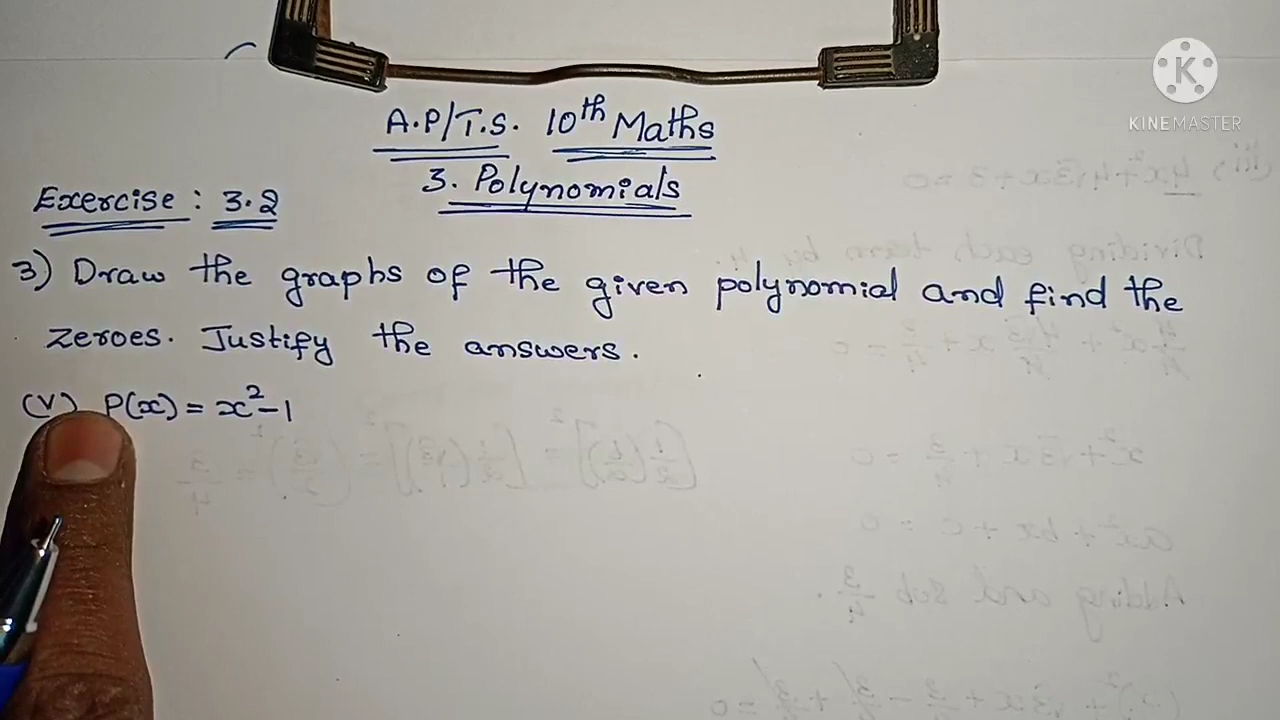 A.P/T.S. 10th Maths
3. Polynomials
Exercise : 3.2
3) Draw the graphs of the given polynomial and find the
zeroes. Justify the answers.
(V) P(x) = x² - 1
KINEMASTER